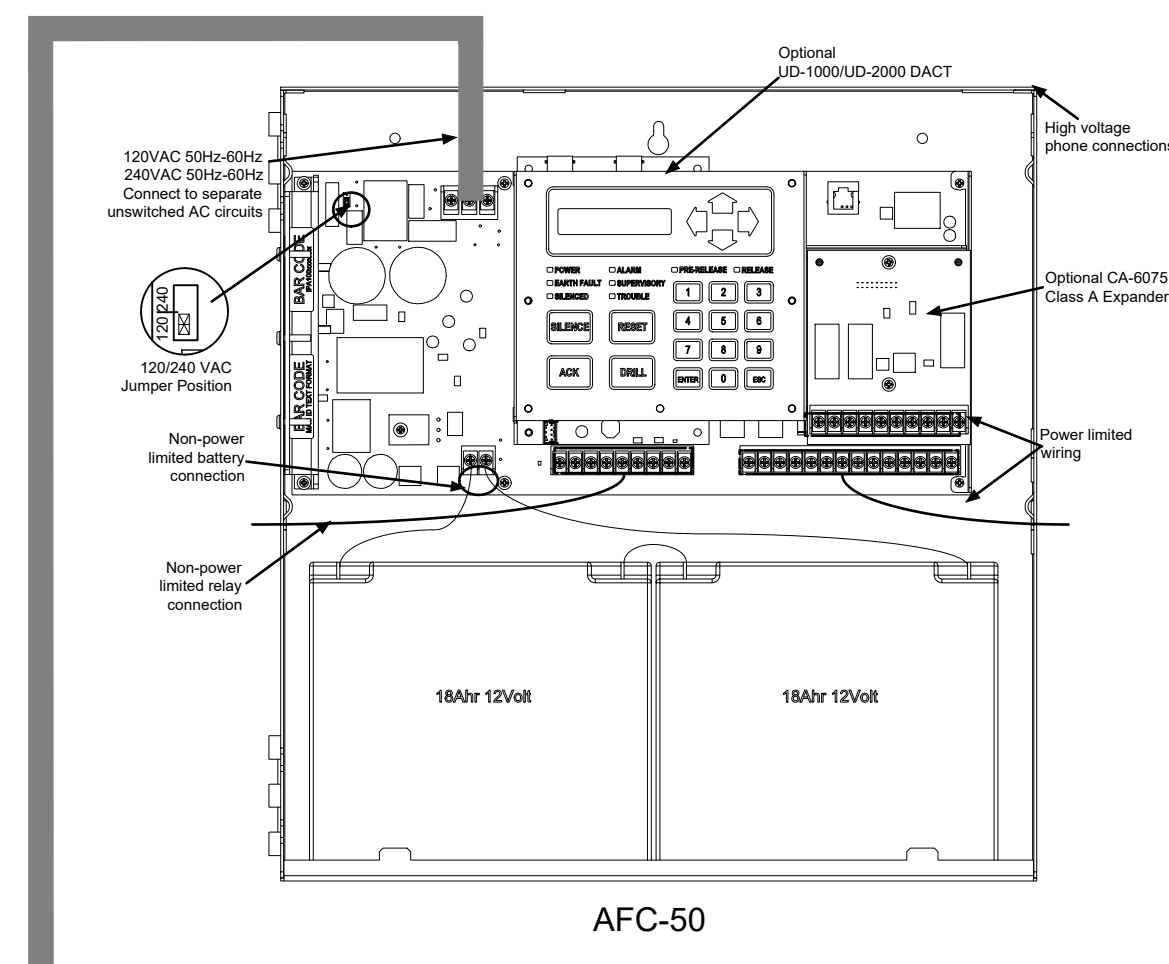 Optional
UD-1000/UD-2000 DACT
High voltage
phone connections
120VAC 50Hz-60Hz
240VAC 50Hz-60Hz
Connect to separate
unswitched AC circuits
BAR CODE
120 240
120/240 VAC
Jumper Position
BAR CODE
MAC ID TEXT FORMAT
POWER ALARM PRE-RELEASE RELEASE
EARTH FAULT SUPERVISORY
SILENCED TROUBLE
1 2 3
SILENCE RESET
4 5 6
7 8 9
ACK DRILL
ENTER 0 ESC
Optional CA-6075
Class A Expander
Non-power
limited battery
connection
Power limited
wiring
Non-power
limited relay
connection
18Ahr 12Volt
18Ahr 12Volt
AFC-50